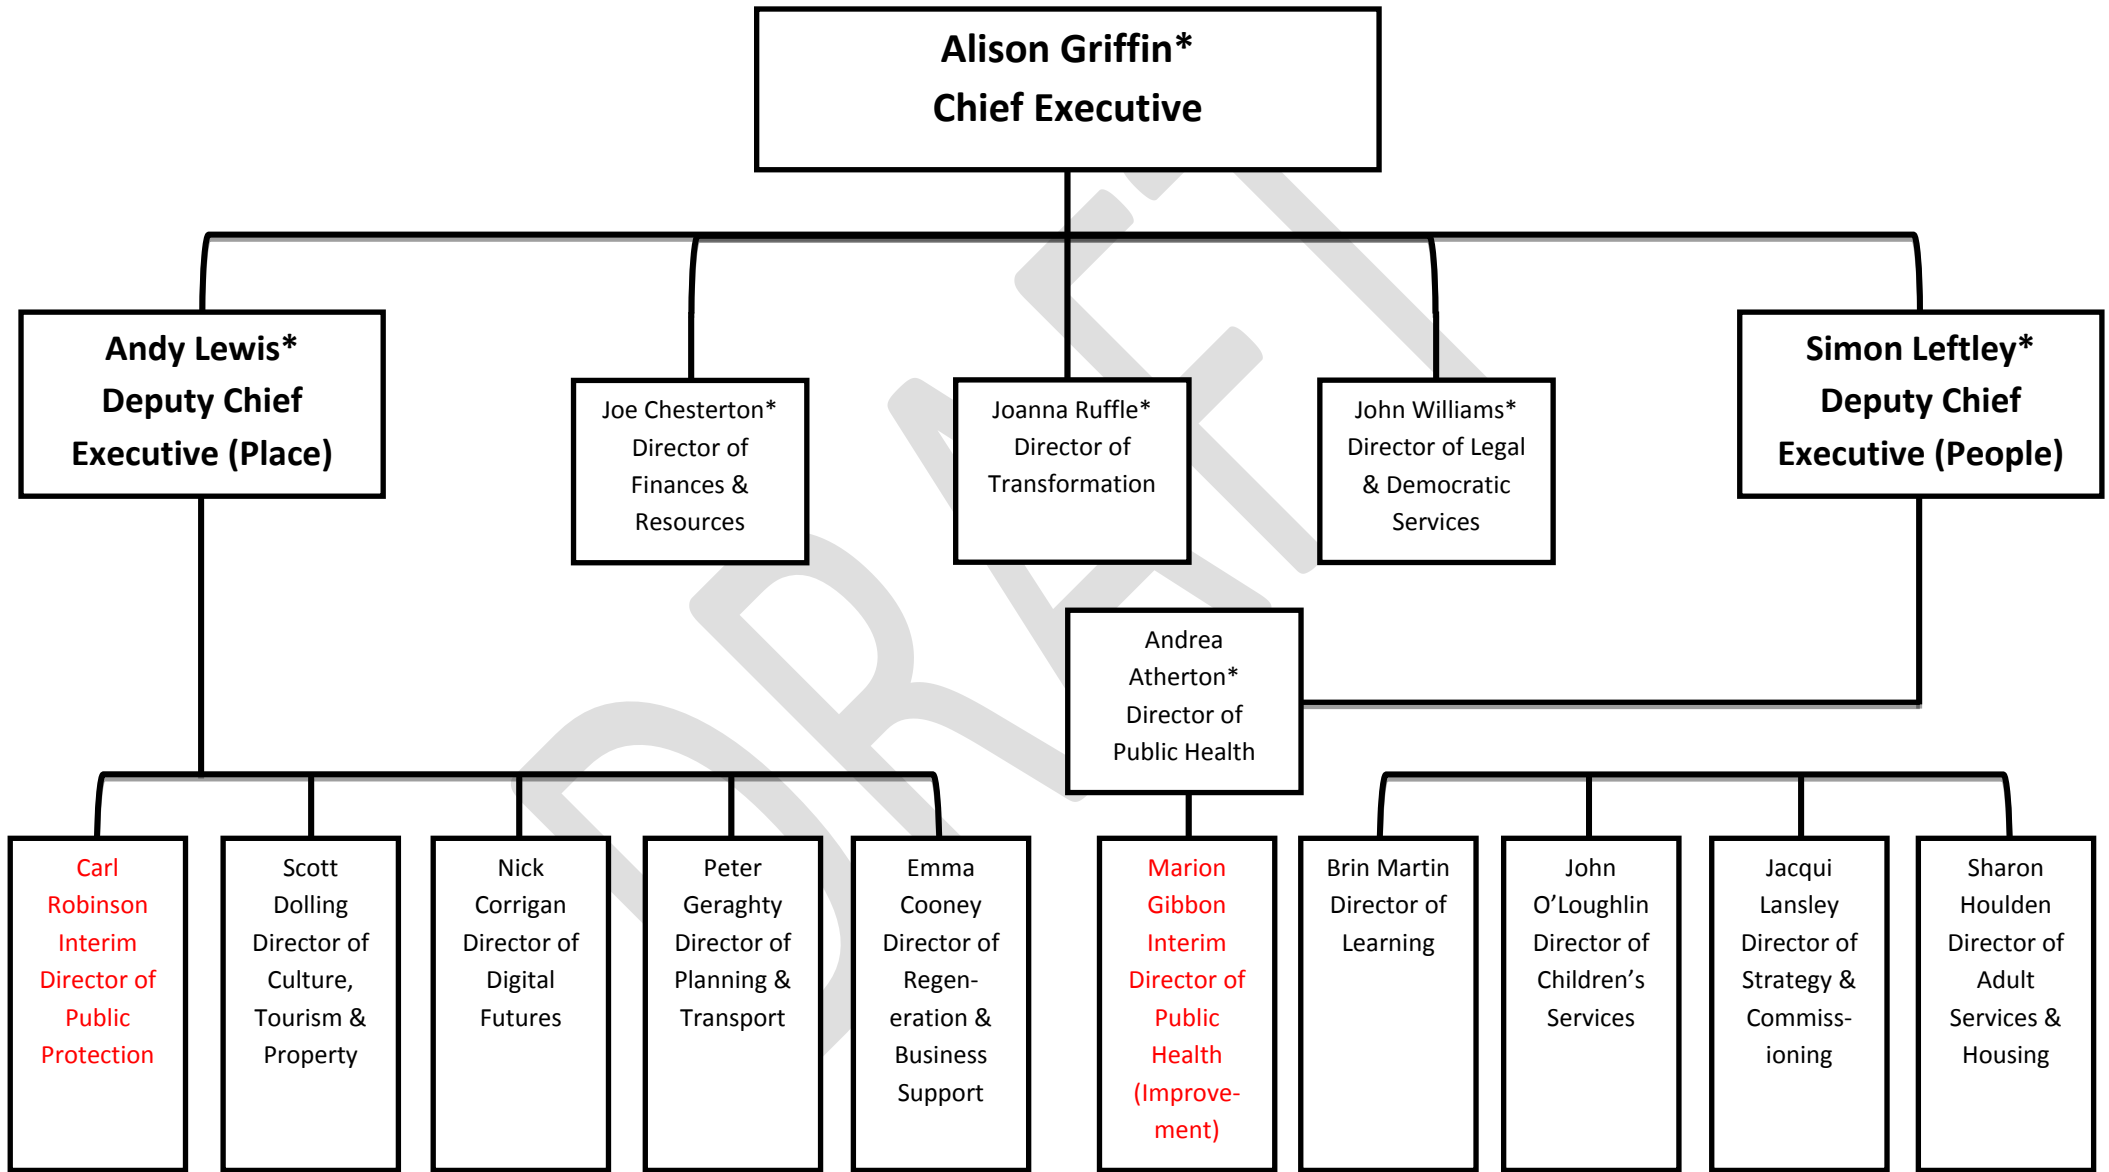 Alison Griffin*
Chief Executive
Andy Lewis*
Deputy Chief
Executive (Place)
Joe Chesterton*
Director of
Finances &
Resources
Joanna Ruffle*
Director of
Transformation
John Williams*
Director of Legal
& Democratic
Services
Simon Leftley*
Deputy Chief
Executive (People)
Andrea
Atherton*
Director of
Public Health
Carl
Robinson
Interim
Director of
Public
Protection
Scott
Dolling
Director of
Culture,
Tourism &
Property
Nick
Corrigan
Director of
Digital
Futures
Peter
Geraghty
Director of
Planning &
Transport
Emma
Cooney
Director of
Regen-
eration &
Business
Support
Marion
Gibbon
Interim
Director of
Public
Health
(Improve-
ment)
Brin Martin
Director of
Learning
John
O’Loughlin
Director of
Children’s
Services
Jacqui
Lansley
Director of
Strategy &
Commiss-
ioning
Sharon
Houlden
Director of
Adult
Services &
Housing
DRAFT